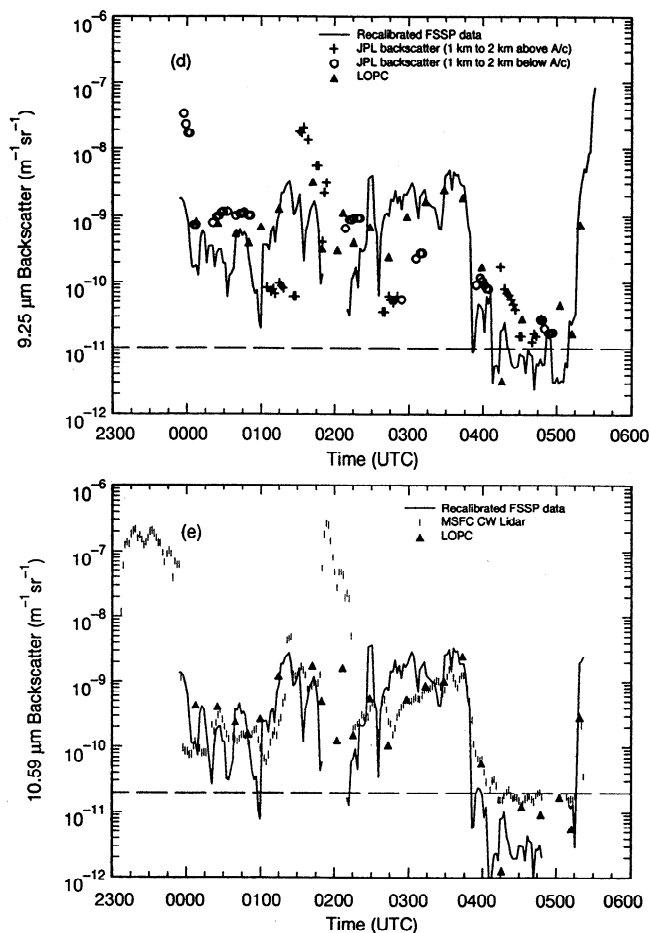 (d)
Recalibrated FSSP data
JPL backscatter (1 km to 2 km above A/c)
JPL backscatter (1 km to 2 km below A/c)
LOPC
9.25 μm Backscatter (m⁻¹ sr⁻¹)
10⁻⁶
10⁻⁷
10⁻⁸
10⁻⁹
10⁻¹⁰
10⁻¹¹
10⁻¹²
2300 0000 0100 0200 0300 0400 0500 0600
Time (UTC)
(e)
Recalibrated FSSP data
MSFC CW Lidar
LOPC
10.59 μm Backscatter (m⁻¹ sr⁻¹)
10⁻⁶
10⁻⁷
10⁻⁸
10⁻⁹
10⁻¹⁰
10⁻¹¹
10⁻¹²
2300 0000 0100 0200 0300 0400 0500 0600
Time (UTC)